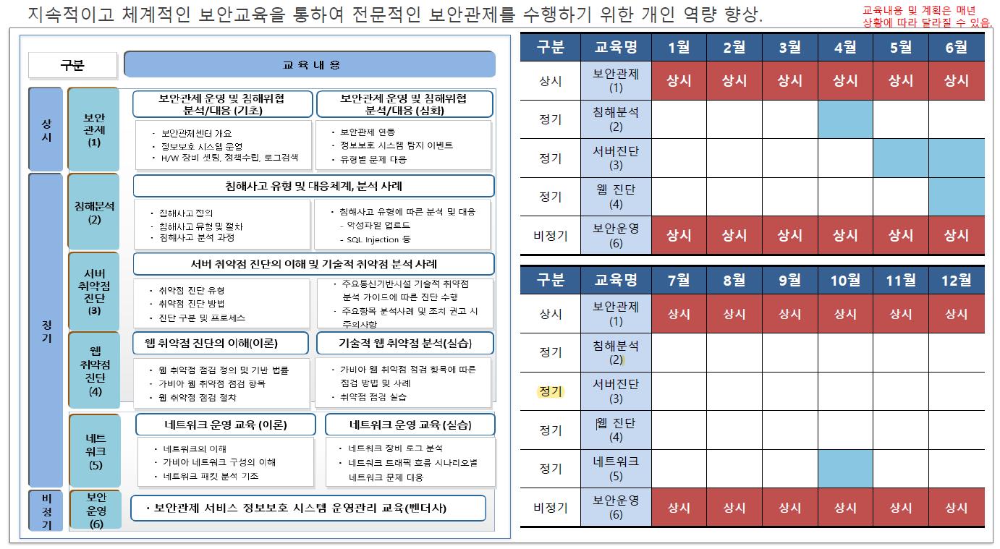 지속적이고 체계적인 보안교육을 통하여 전문적인 보안관제를 수행하기 위한 개인 역량 향상.
교육내용 및 계획은 매년
상황에 따라 달라질 수 있음.
구분
교 육 내 용
상
시
보안
관제
(1)
보안관제 운영 및 침해위협
분석/대응 (기초)
· 보안관제센터 개요
· 정보보호 시스템 운영
· H/W 장비 셋팅, 정책수립, 로그검색
보안관제 운영 및 침해위협
분석/대응 (심화)
· 보안관제 연동
· 정보보호 시스템 탐지 이벤트
· 유형별 문제 대응
정
기
침해분석
(2)
침해사고 유형 및 대응체계, 분석 사례
· 침해사고 정의
· 침해사고 유형 및 절차
· 침해사고 분석 과정
· 침해사고 유형에 따른 분석 및 대응
- 악성파일 업로드
- SQL Injection 등
서버
취약점
진단
(3)
서버 취약점 진단의 이해 및 기술적 취약점 분석 사례
· 취약점 진단 유형
· 취약점 진단 방법
· 진단 구분 및 프로세스
· 주요통신기반시설 기술적 취약점
분석 가이드에 따른 진단 수행
· 주요항목 분석사례 및 조치 권고 시
주의사항
웹
취약점
진단
(4)
웹 취약점 진단의 이해(이론)
· 웹 취약점 점검 정의 및 기반 법률
· 가비아 웹 취약점 점검 항목
· 웹 취약점 점검 절차
기술적 웹 취약점 분석(실습)
· 가비아 웹 취약점 점검 항목에 따른
점검 방법 및 사례
· 취약점 점검 실습
네트
워크
(5)
네트워크 운영 교육 (이론)
· 네트워크의 이해
· 가비아 네트워크 구성의 이해
· 네트워크 패킷 분석 기초
네트워크 운영 교육 (실습)
· 네트워크 장비 로그 분석
· 네트워크 트래픽 흐름 시나리오별
네트워크 문제 대응
비
정
기
보안
운영
(6)
· 보안관제 서비스 정보보호 시스템 운영관리 교육(벤더사)
구분 교육명 1월 2월 3월 4월 5월 6월
상시 보안관제 상시 상시 상시 상시 상시 상시
(1)
정기 침해분석
(2)
정기 서버진단
(3)
정기 웹 진단
(4)
비정기 보안운영 상시 상시 상시 상시 상시 상시
(6)
구분 교육명 7월 8월 9월 10월 11월 12월
상시 보안관제 상시 상시 상시 상시 상시 상시
(1)
정기 침해분석
(2)
정기 서버진단
(3)
정기 웹 진단
(4)
정기 네트워크
(5)
비정기 보안운영 상시 상시 상시 상시 상시 상시
(6)